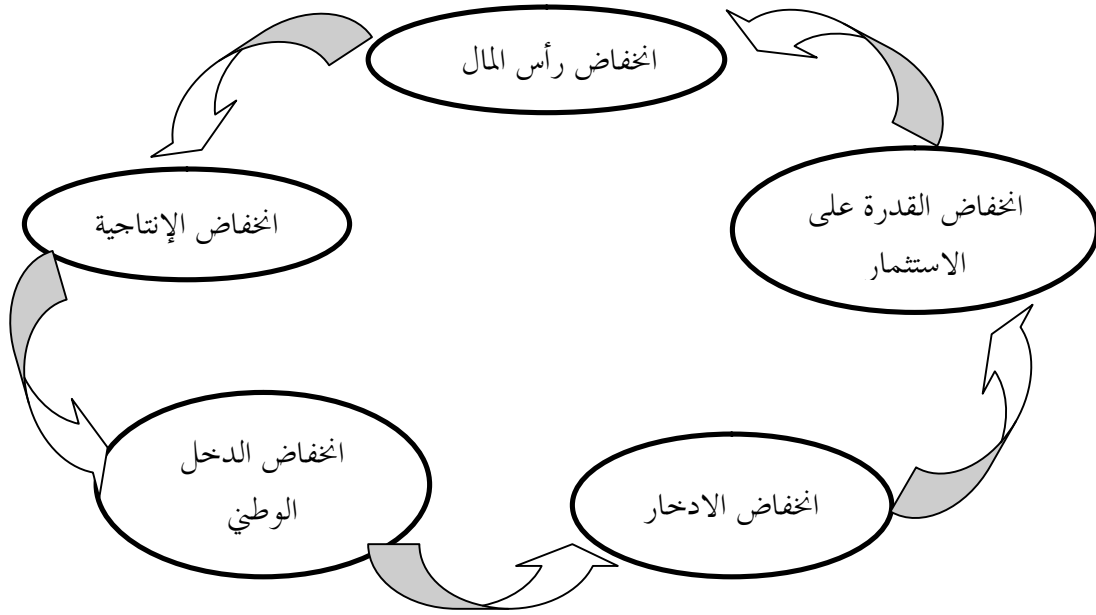 انخفاض رأس المال
انخفاض القدرة على
الاستثمار
انخفاض الإنتاجية
انخفاض الدخل
الوطني
انخفاض الادخار